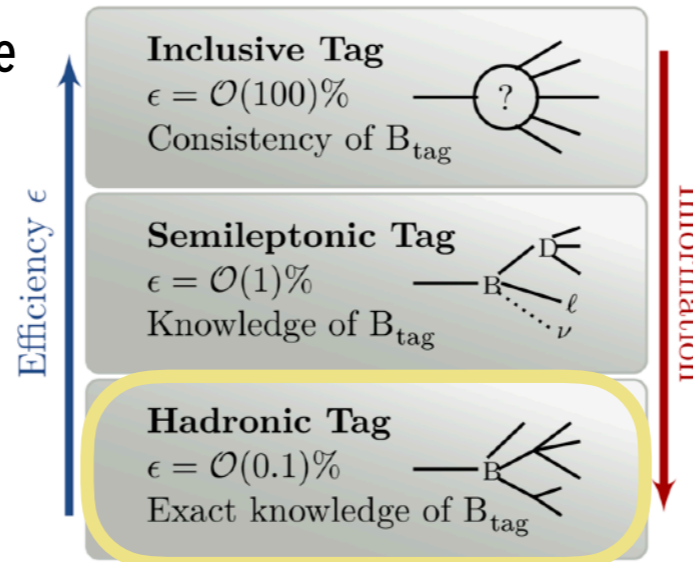 e
Inclusive Tag
ϵ = O(100)%
Consistency of B_tag
?
Efficiency ϵ
Semileptonic Tag
ϵ = O(1)%
Knowledge of B_tag
B
D
ℓ
ν
Information
Hadronic Tag
ϵ = O(0.1)%
Exact knowledge of B_tag
B